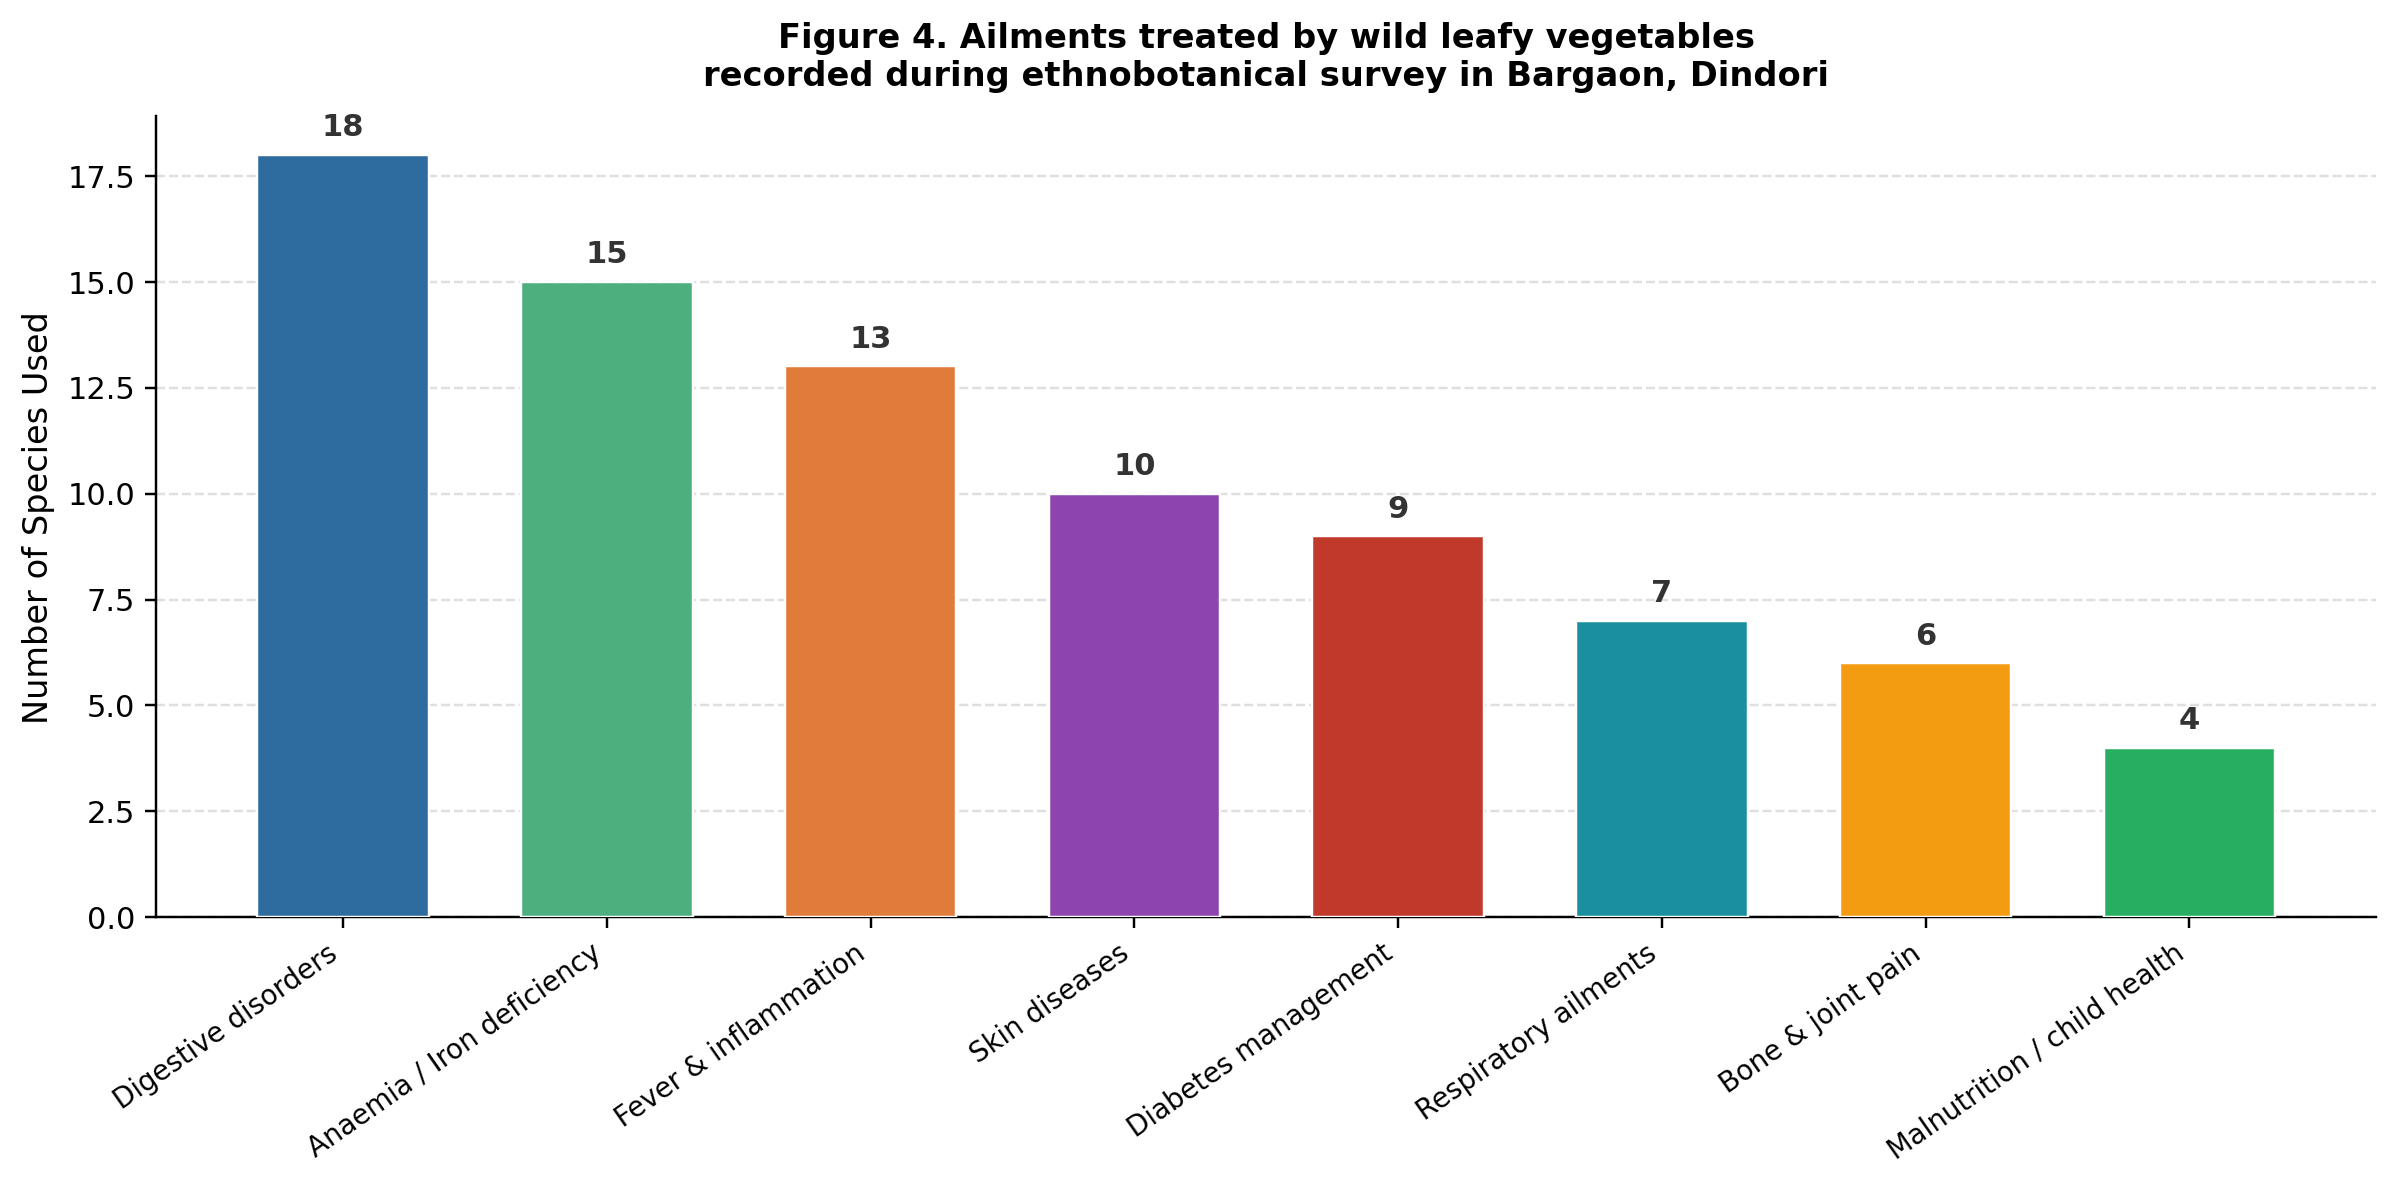 Figure 4. Ailments treated by wild leafy vegetables
recorded during ethnobotanical survey in Bargaon, Dindori
Number of Species Used
17.5
15.0
12.5
10.0
7.5
5.0
2.5
0.0
18
15
13
10
9
7
6
4
Digestive disorders
Anaemia / Iron deficiency
Fever & inflammation
Skin diseases
Diabetes management
Respiratory ailments
Bone & joint pain
Malnutrition / child health